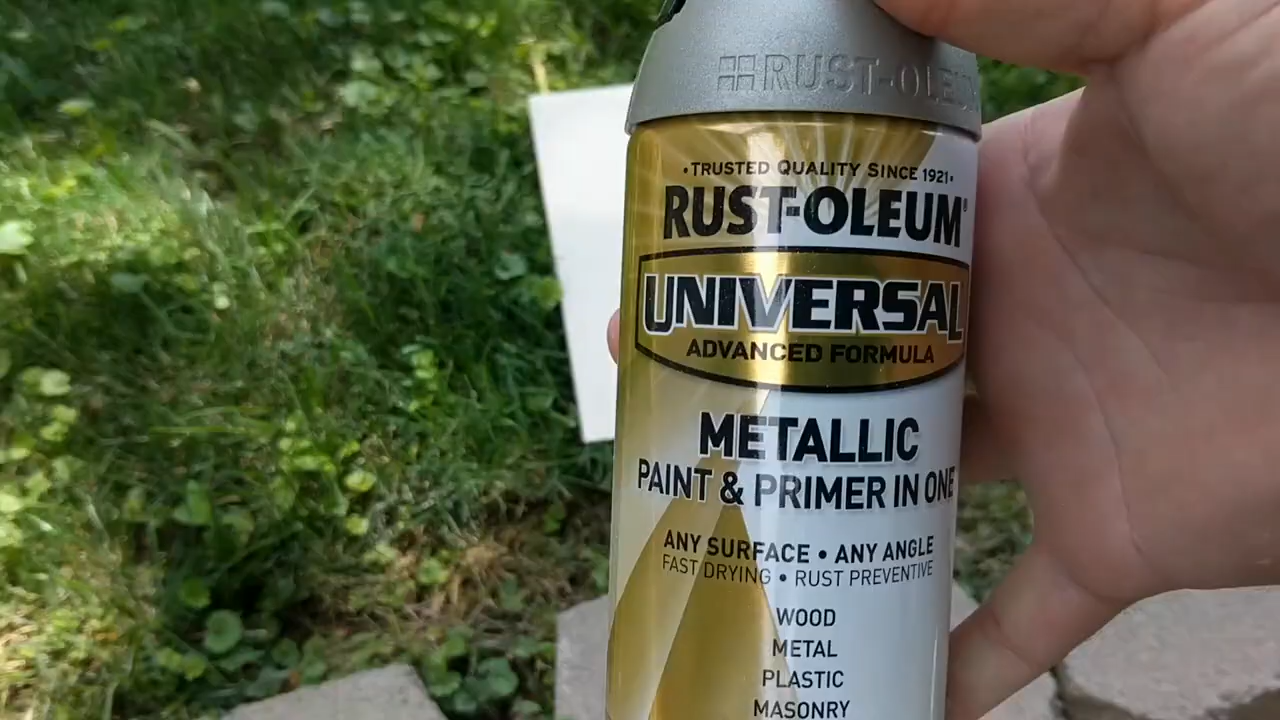 RUST-OLEUM
•TRUSTED QUALITY SINCE 1921•
RUST-OLEUM®
UNIVERSAL
ADVANCED FORMULA
METALLIC
PAINT & PRIMER IN ONE
ANY SURFACE • ANY ANGLE
FAST DRYING • RUST PREVENTIVE
WOOD
METAL
PLASTIC
MASONRY